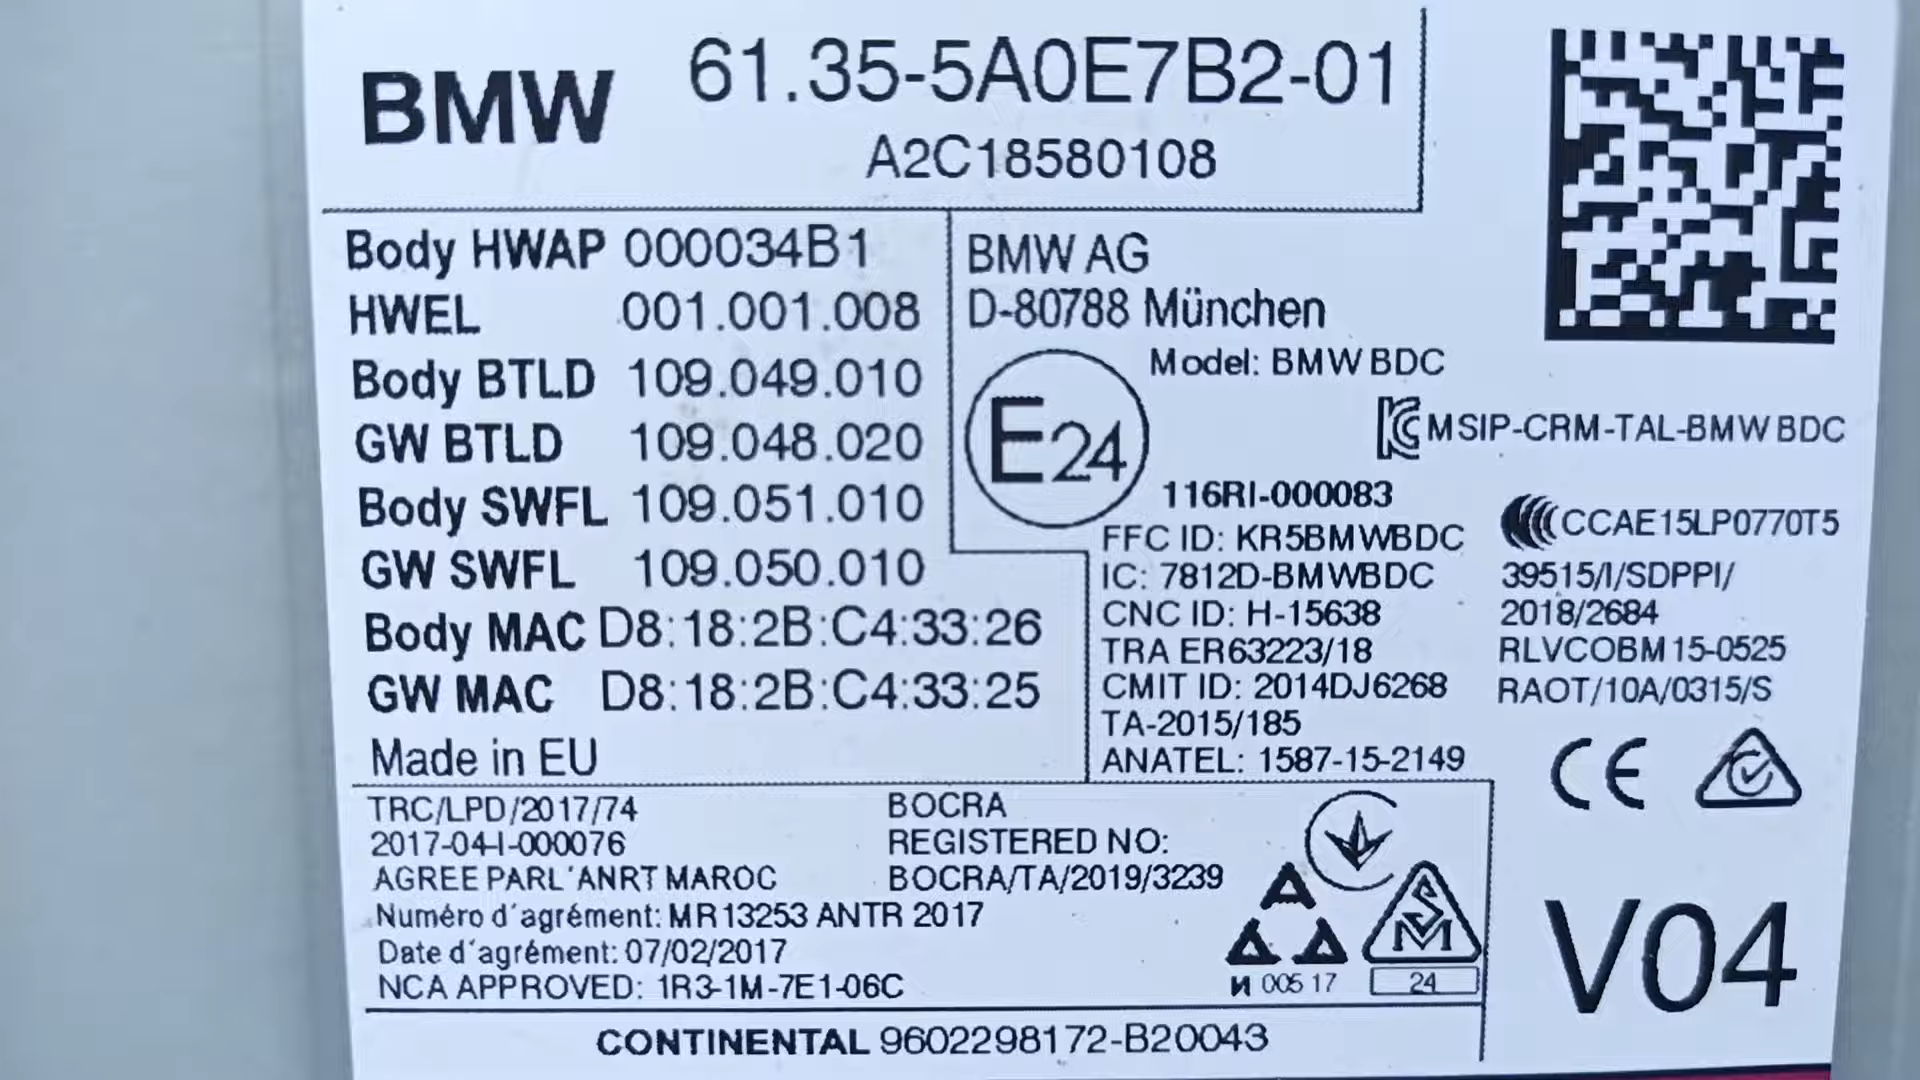 BMW 61.35-5A0E7B2-01
A2C18580108
Body HWAP 000034B1
HWEL 001.001.008
Body BTLD 109.049.010
GW BTLD 109.048.020
Body SWFL 109.051.010
GW SWFL 109.050.010
Body MAC D8:18:2B:C4:33:26
GW MAC D8:18:2B:C4:33:25
Made in EU
BMW AG
D-80788 München
Model: BMW BDC
E24
MSIP-CRM-TAL-BMW BDC
116RI-000083
FFC ID: KR5BMWBDC
IC: 7812D-BMWBDC
CNC ID: H-15638
TRA ER63223/18
CMIT ID: 2014DJ6268
TA-2015/185
ANATEL: 1587-15-2149
CCAE15LP0770T5
39515/I/SDPPI/
2018/2684
RLVCOBM15-0525
RAOT/10A/0315/S
CE
TRC/LPD/2017/74
2017-04-I-000076
AGREE PAR L'ANRT MAROC
Numéro d'agrément: MR 13253 ANTR 2017
Date d'agrément: 07/02/2017
NCA APPROVED: 1R3-1M-7E1-06C
BOCRA
REGISTERED NO:
BOCRA/TA/2019/3239
И 005 17
SM
24
V04
CONTINENTAL 9602298172-B20043